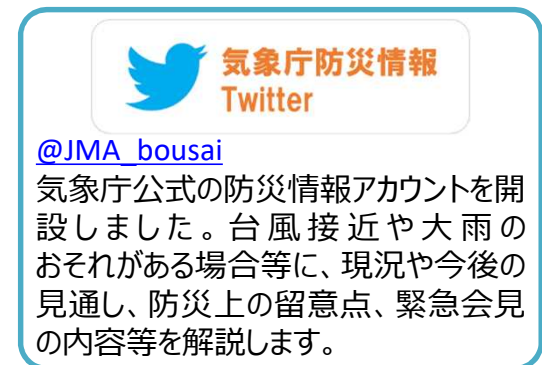 気象庁防災情報
Twitter
@JMA_bousai
気象庁公式の防災情報アカウントを開
設しました。台風接近や大雨の
おそれがある場合等に、現況や今後の
見通し、防災上の留意点、緊急会見
の内容等を解説します。